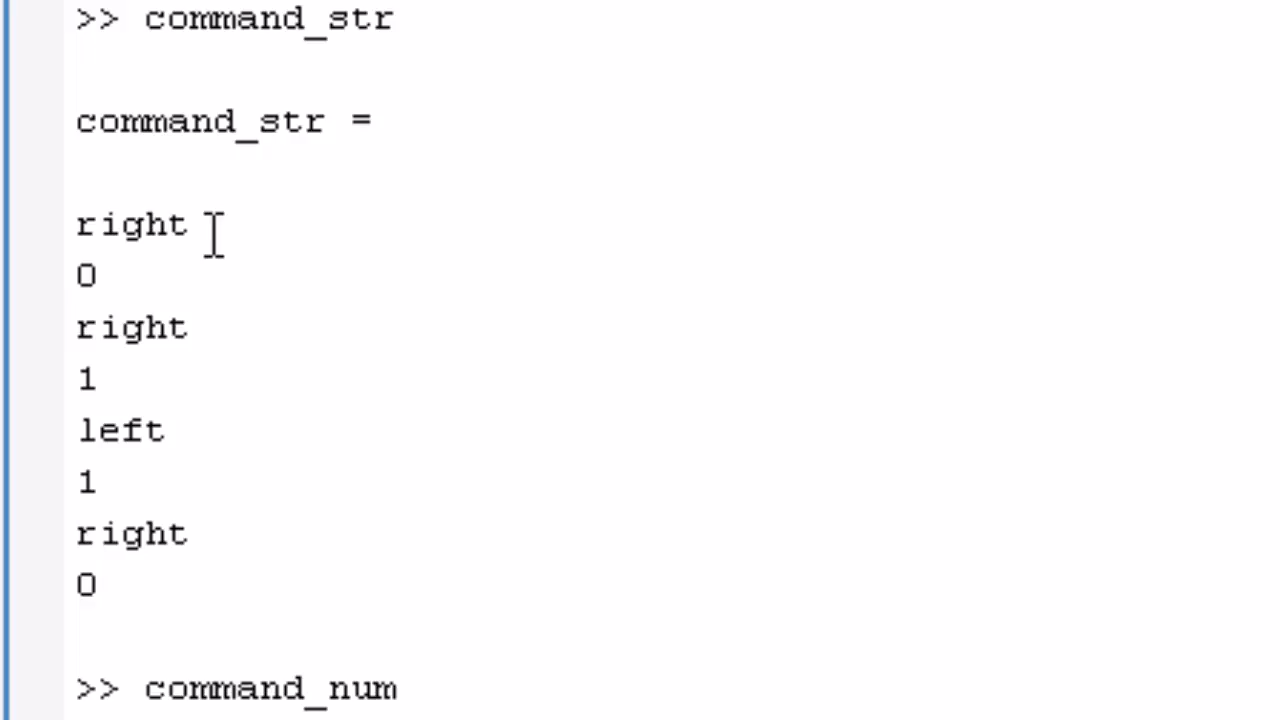 >> command_str
command_str =
right
0
right
1
left
1
right
0
>> command_num